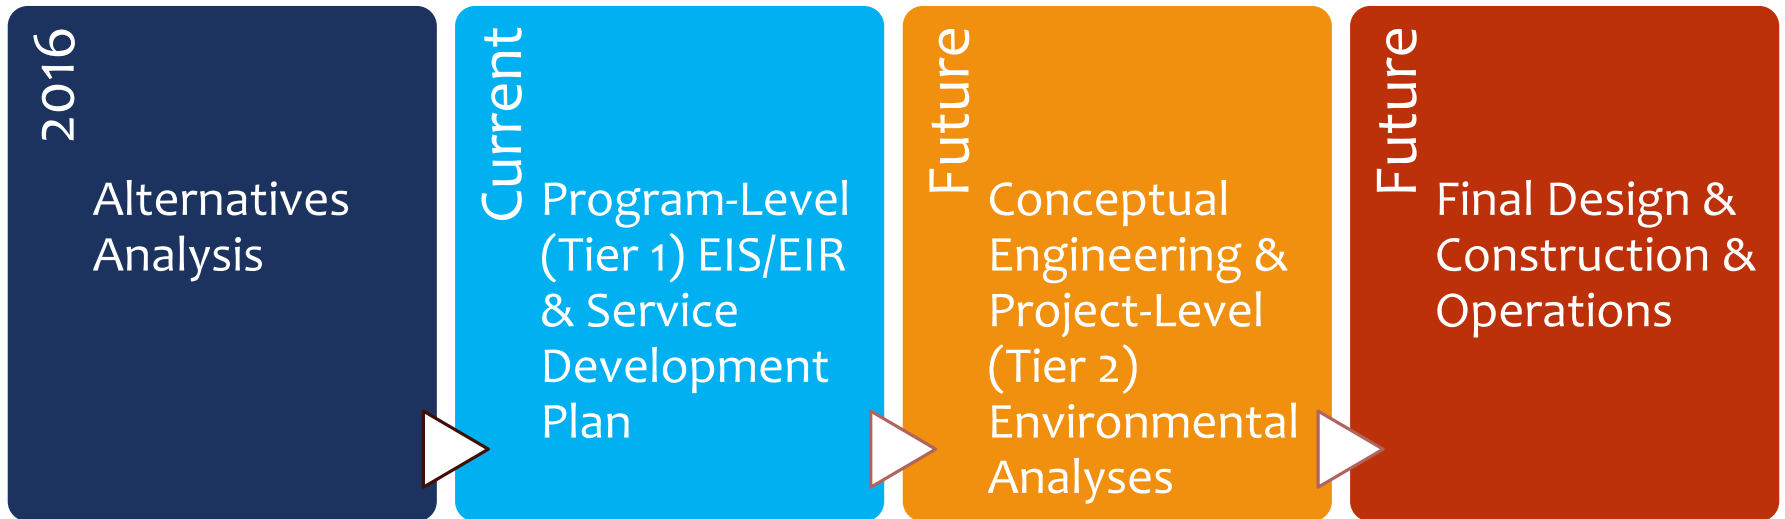 2016
Alternatives
Analysis
Current
Program-Level
(Tier 1) EIS/EIR
& Service
Development
Plan
Future
Conceptual
Engineering &
Project-Level
(Tier 2)
Environmental
Analyses
Future
Final Design &
Construction &
Operations